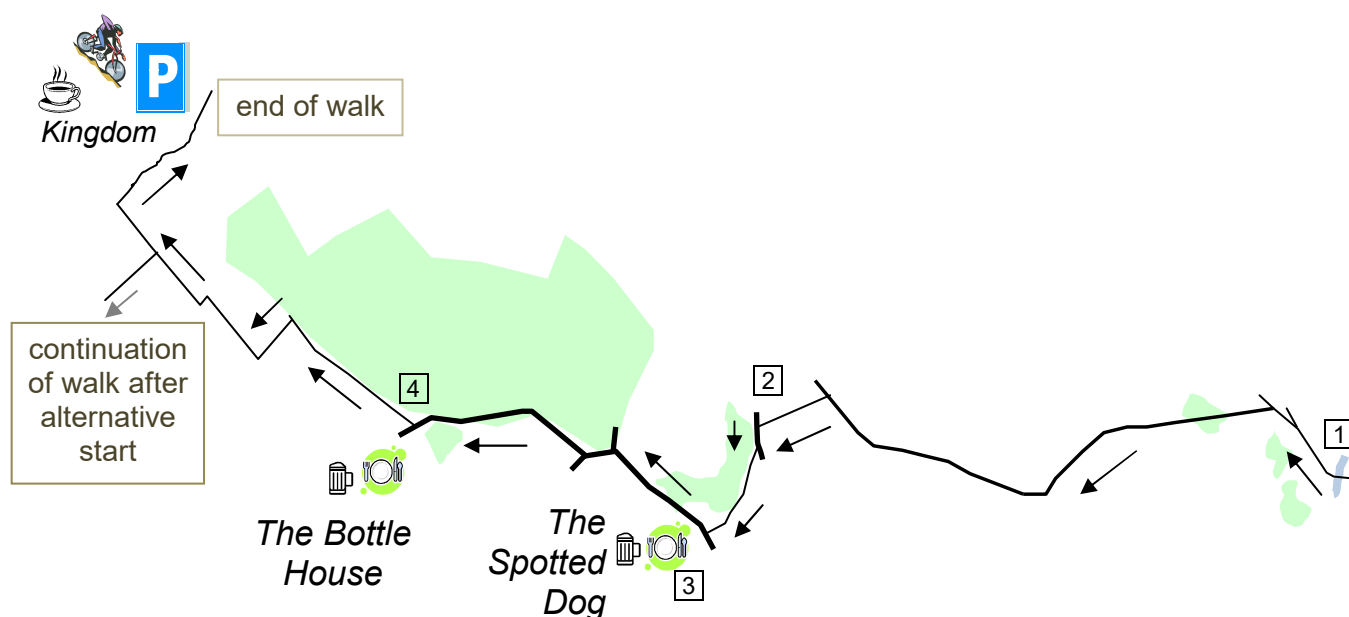 P
end of walk
Kingdom
continuation
of walk after
alternative
start
4
2
1
The Bottle
House
The
Spotted
Dog
3